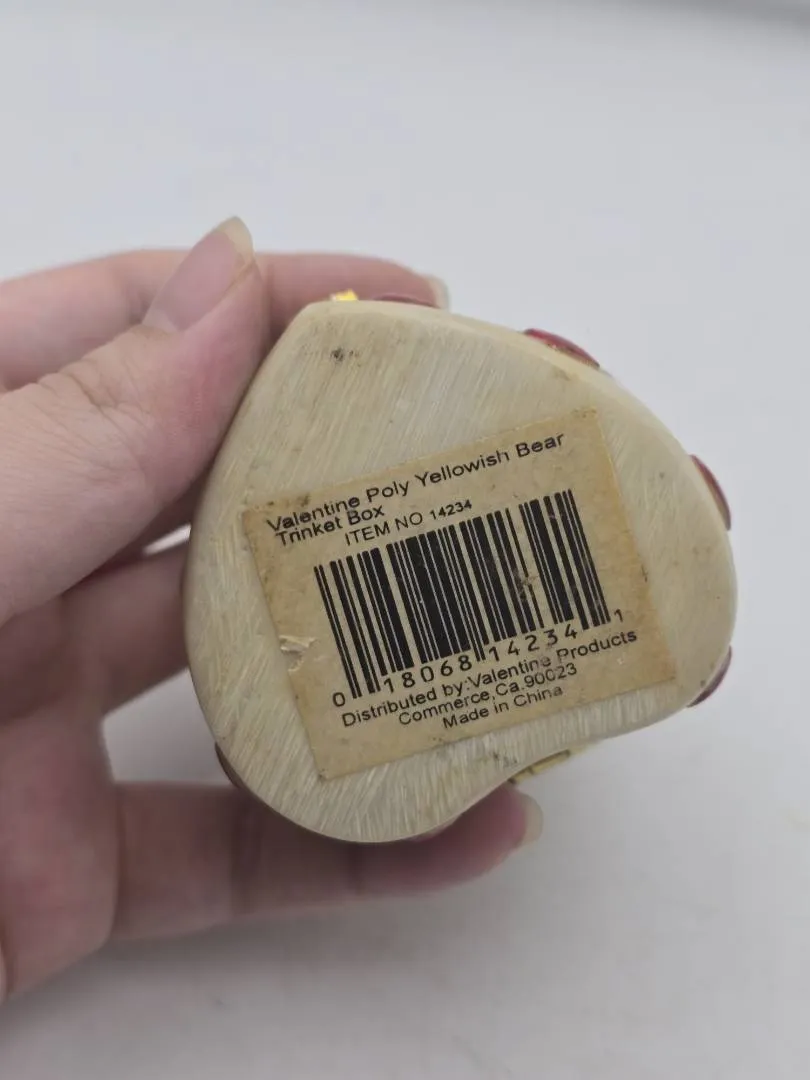 Valentine Poly Yellowish Bear
Trinket Box
ITEM NO 14234
0 18068 14234 1
Distributed by:Valentine Products
Commerce,Ca.90023
Made in China